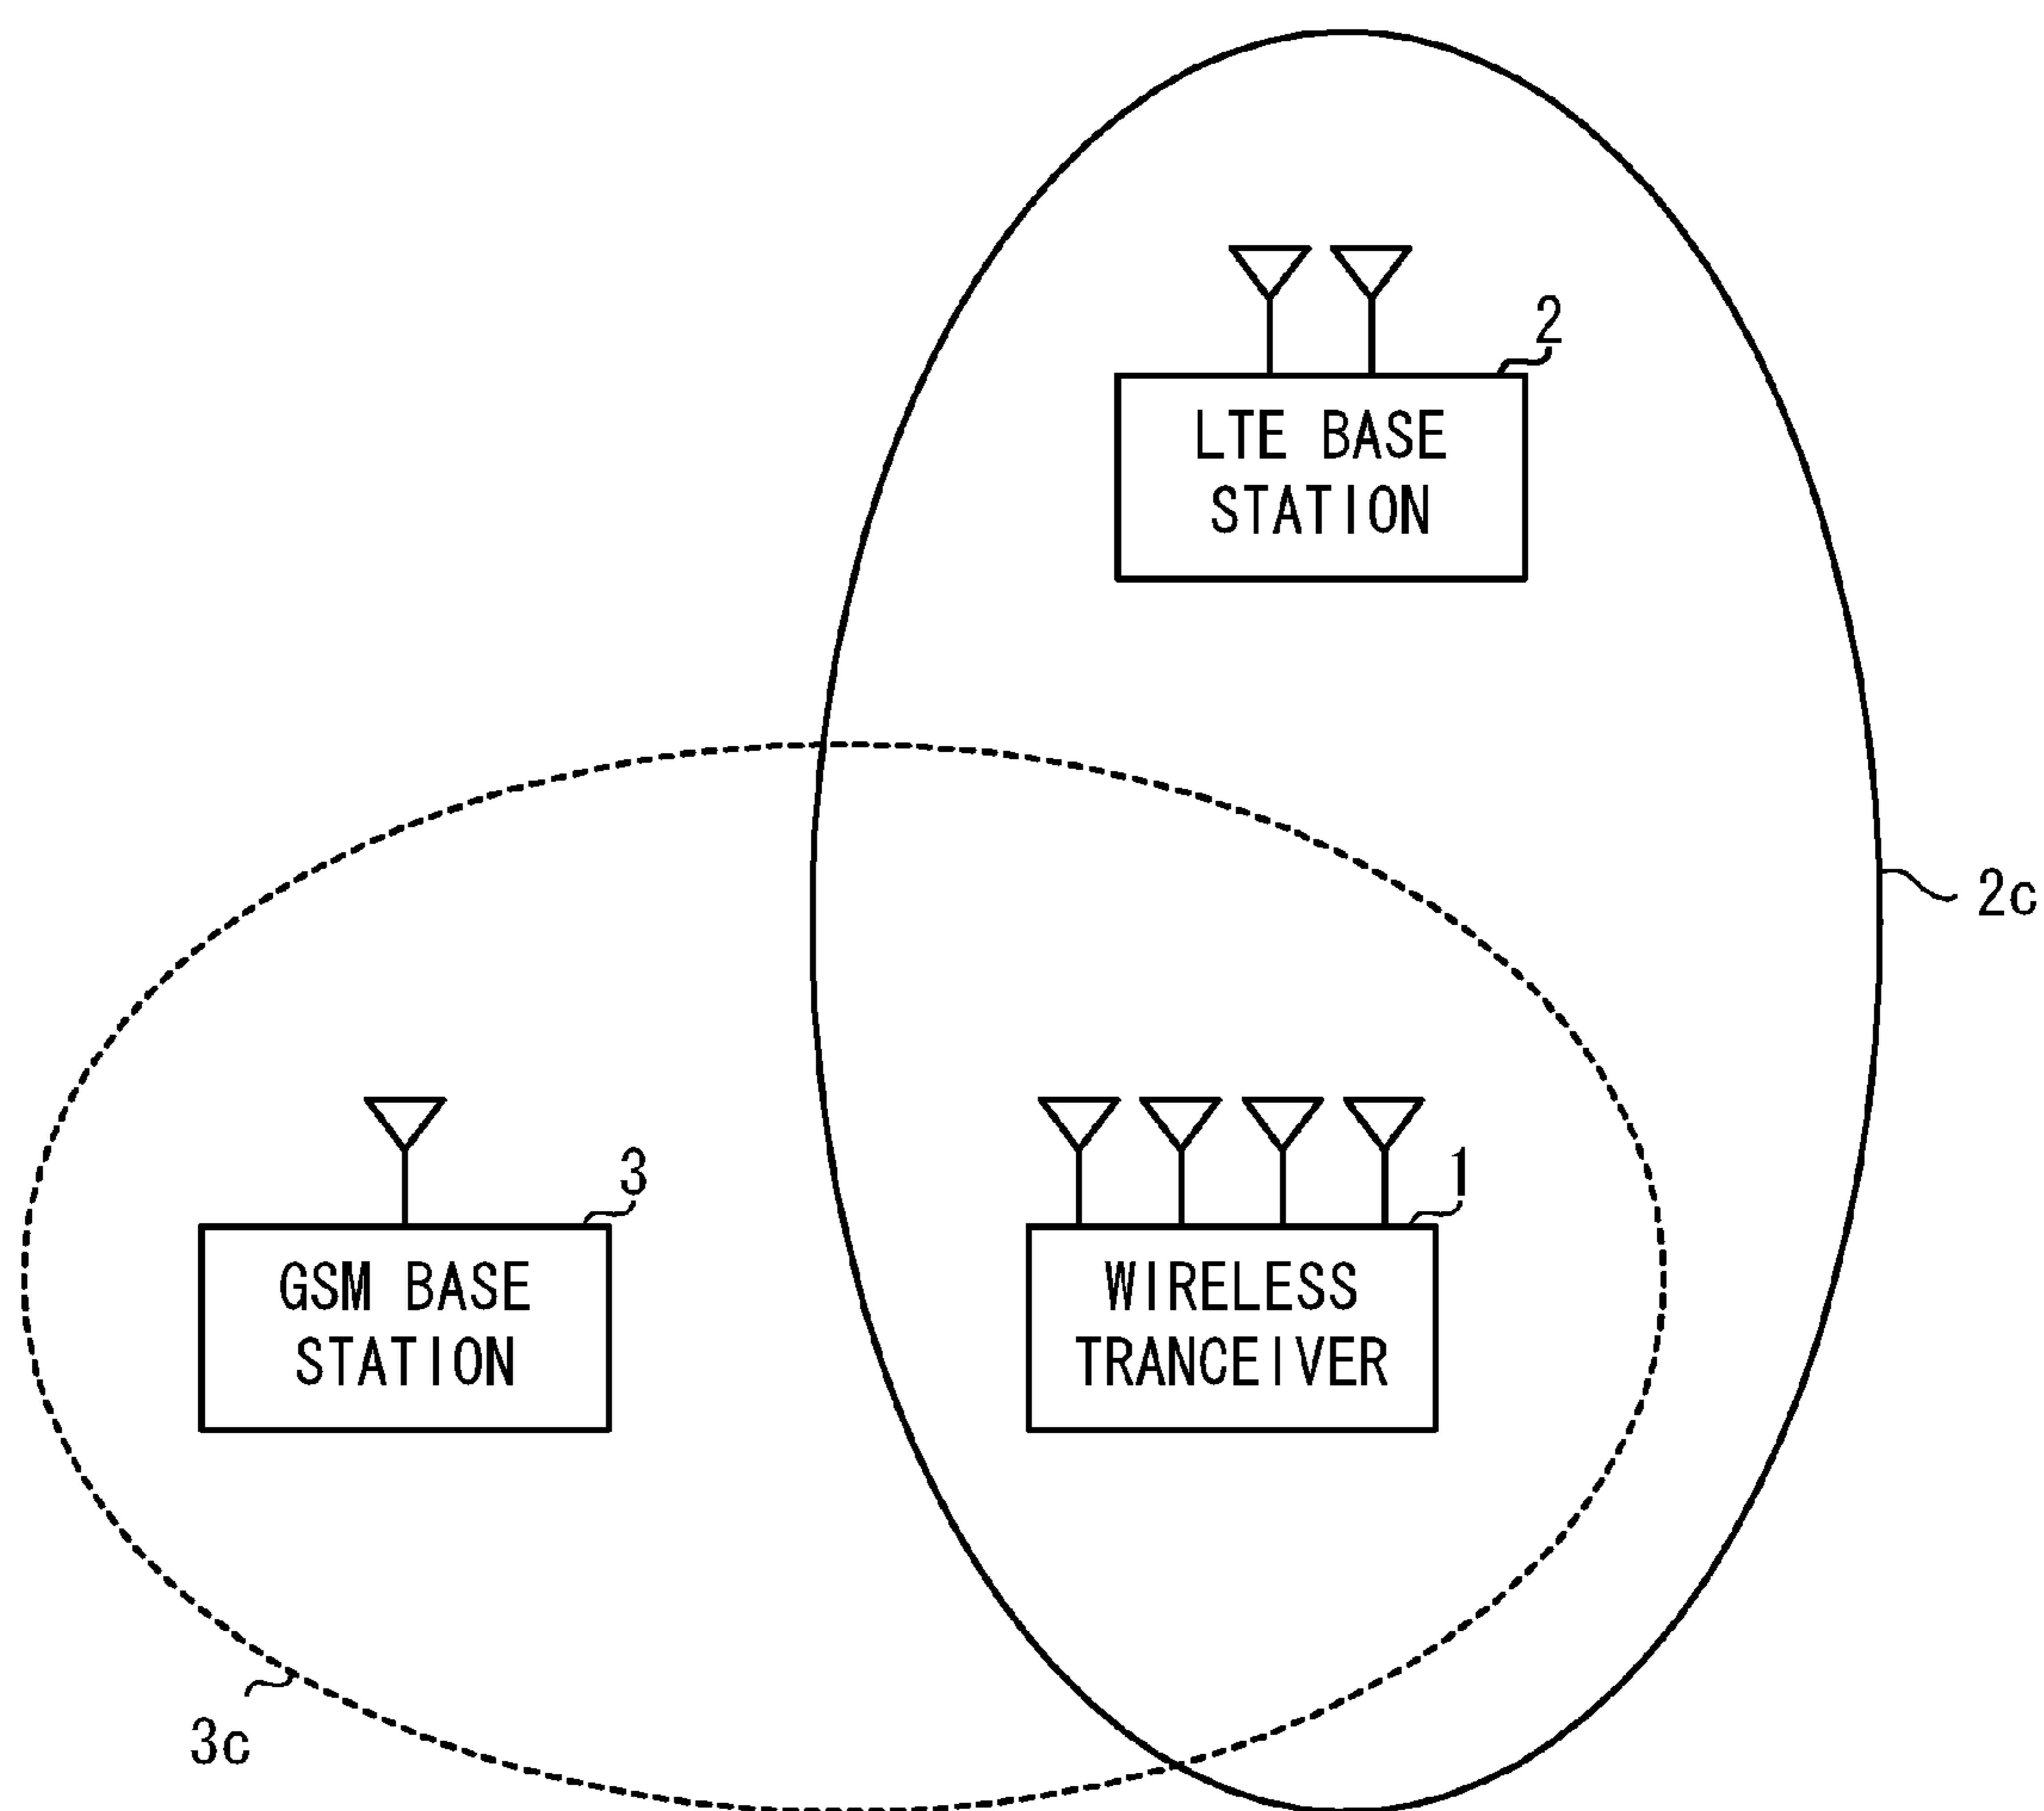 2
LTE BASE
STATION
2c
3
GSM BASE
STATION
1
WIRELESS
TRANCEIVER
3c